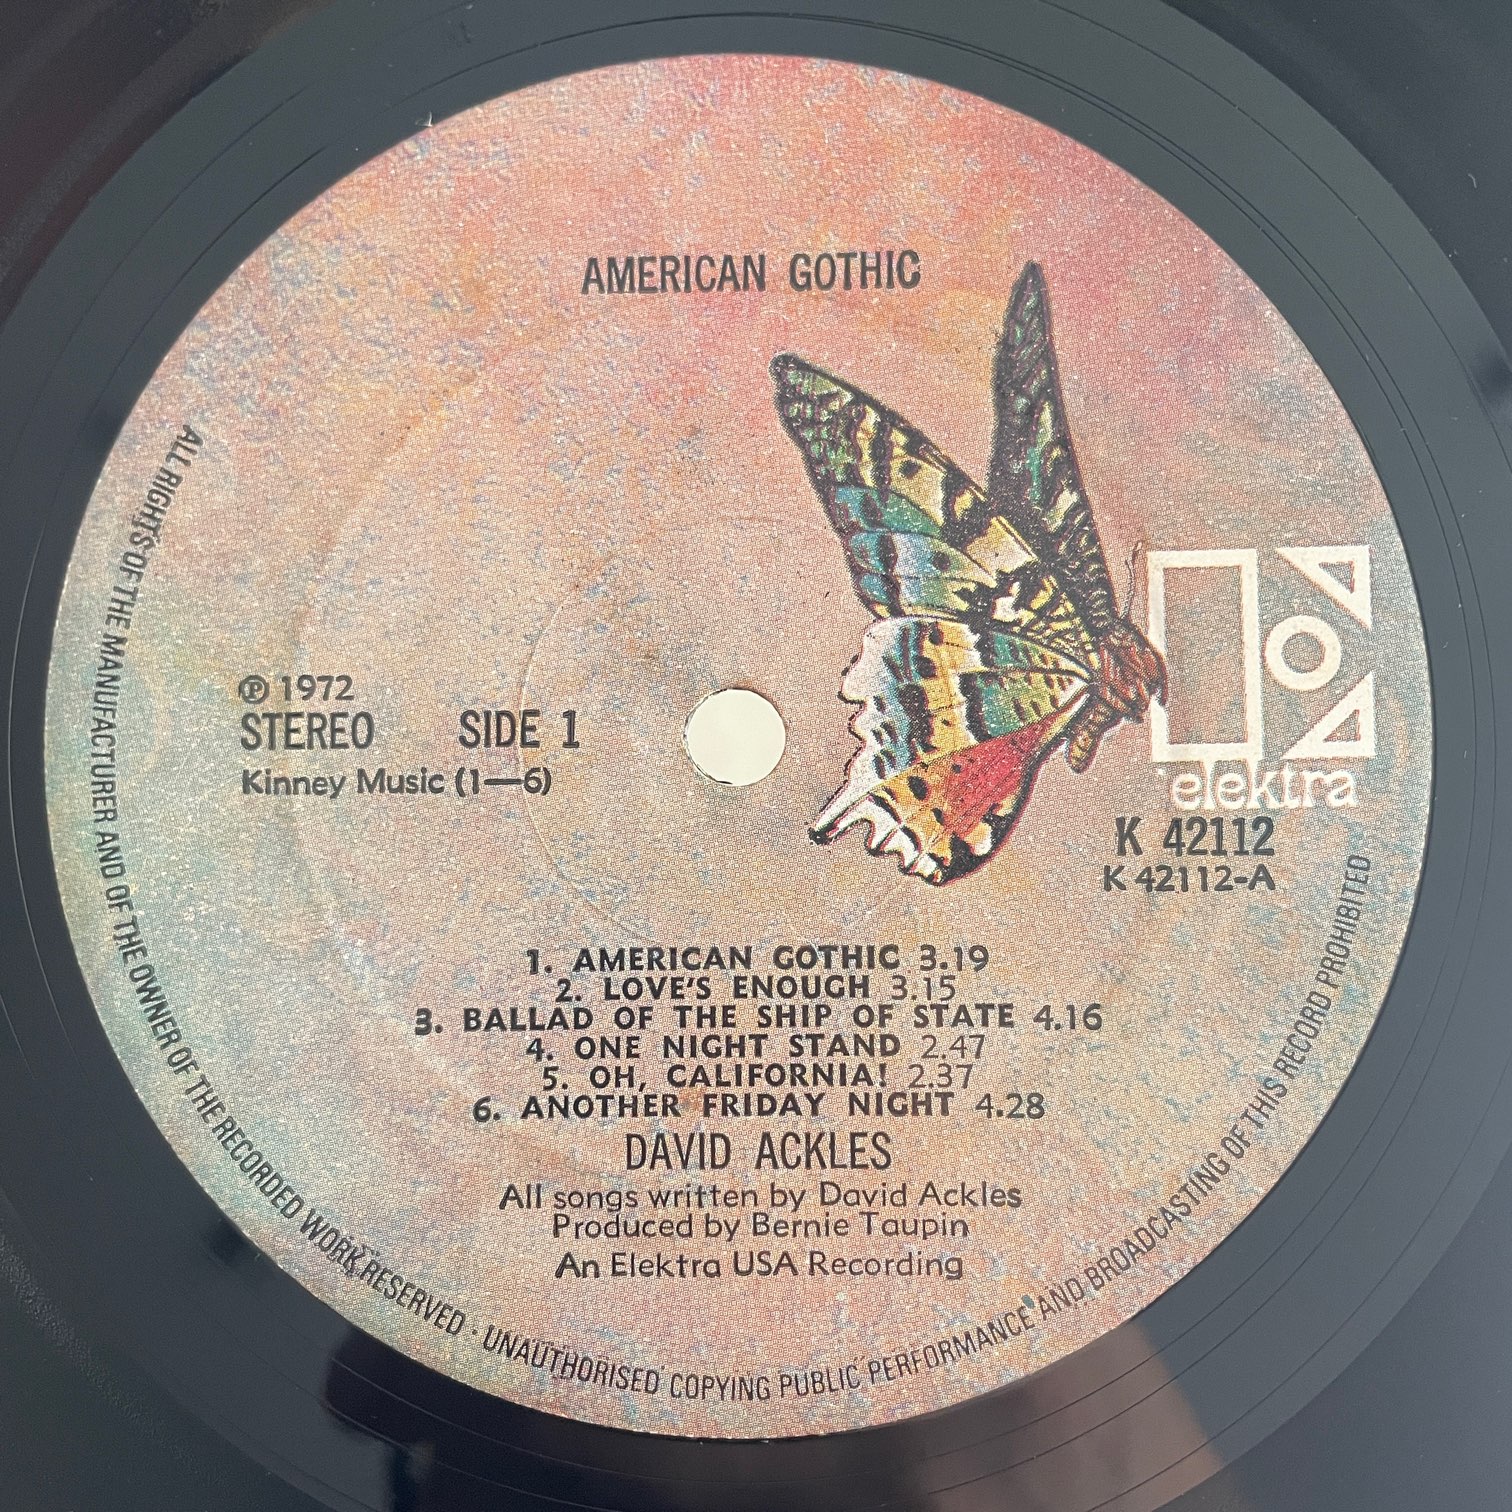 AMERICAN GOTHIC
℗ 1972
STEREO SIDE 1
Kinney Music (1—6)
elektra
K 42112
K 42112-A
1. AMERICAN GOTHIC 3.19
2. LOVE'S ENOUGH 3.15
3. BALLAD OF THE SHIP OF STATE 4.16
4. ONE NIGHT STAND 2.47
5. OH, CALIFORNIA! 2.37
6. ANOTHER FRIDAY NIGHT 4.28
DAVID ACKLES
All songs written by David Ackles
Produced by Bernie Taupin
An Elektra USA Recording
ALL RIGHTS OF THE MANUFACTURER AND OF THE OWNER OF THE RECORDED WORK RESERVED · UNAUTHORISED COPYING PUBLIC PERFORMANCE AND BROADCASTING OF THIS RECORD PROHIBITED